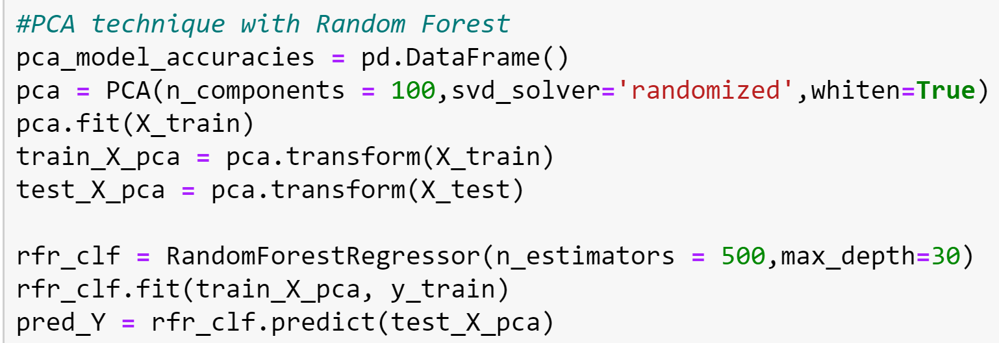 #PCA technique with Random Forest
pca_model_accuracies = pd.DataFrame()
pca = PCA(n_components = 100,svd_solver='randomized',whiten=True)
pca.fit(X_train)
train_X_pca = pca.transform(X_train)
test_X_pca = pca.transform(X_test)
rfr_clf = RandomForestRegressor(n_estimators = 500,max_depth=30)
rfr_clf.fit(train_X_pca, y_train)
pred_Y = rfr_clf.predict(test_X_pca)